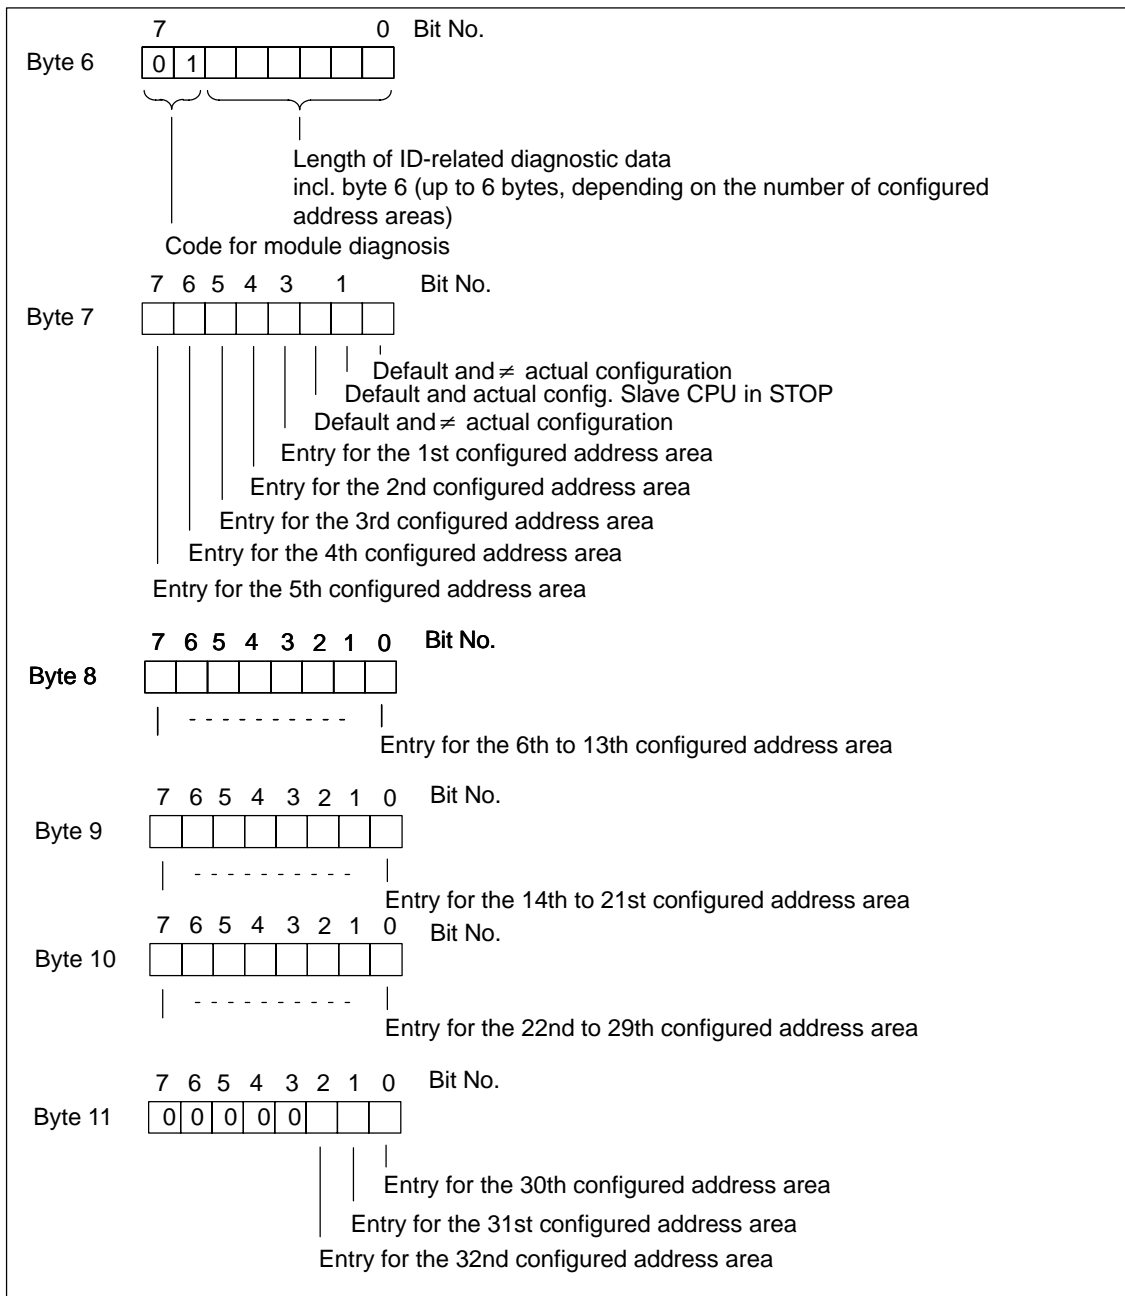 7 0 Bit No.
Byte 6 0 1
Length of ID-related diagnostic data
incl. byte 6 (up to 6 bytes, depending on the number of configured
address areas)
Code for module diagnosis
7 6 5 4 3 1 Bit No.
Byte 7
Default and ≠ actual configuration
Default and actual config. Slave CPU in STOP
Default and ≠ actual configuration
Entry for the 1st configured address area
Entry for the 2nd configured address area
Entry for the 3rd configured address area
Entry for the 4th configured address area
Entry for the 5th configured address area
7 6 5 4 3 2 1 0 Bit No.
Byte 8
Entry for the 6th to 13th configured address area
7 6 5 4 3 2 1 0 Bit No.
Byte 9
Entry for the 14th to 21st configured address area
7 6 5 4 3 2 1 0 Bit No.
Byte 10
Entry for the 22nd to 29th configured address area
7 6 5 4 3 2 1 0 Bit No.
Byte 11 0 0 0 0 0
Entry for the 30th configured address area
Entry for the 31st configured address area
Entry for the 32nd configured address area